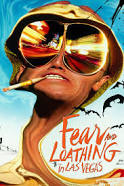 Fear and
Loathing
in Las Vegas